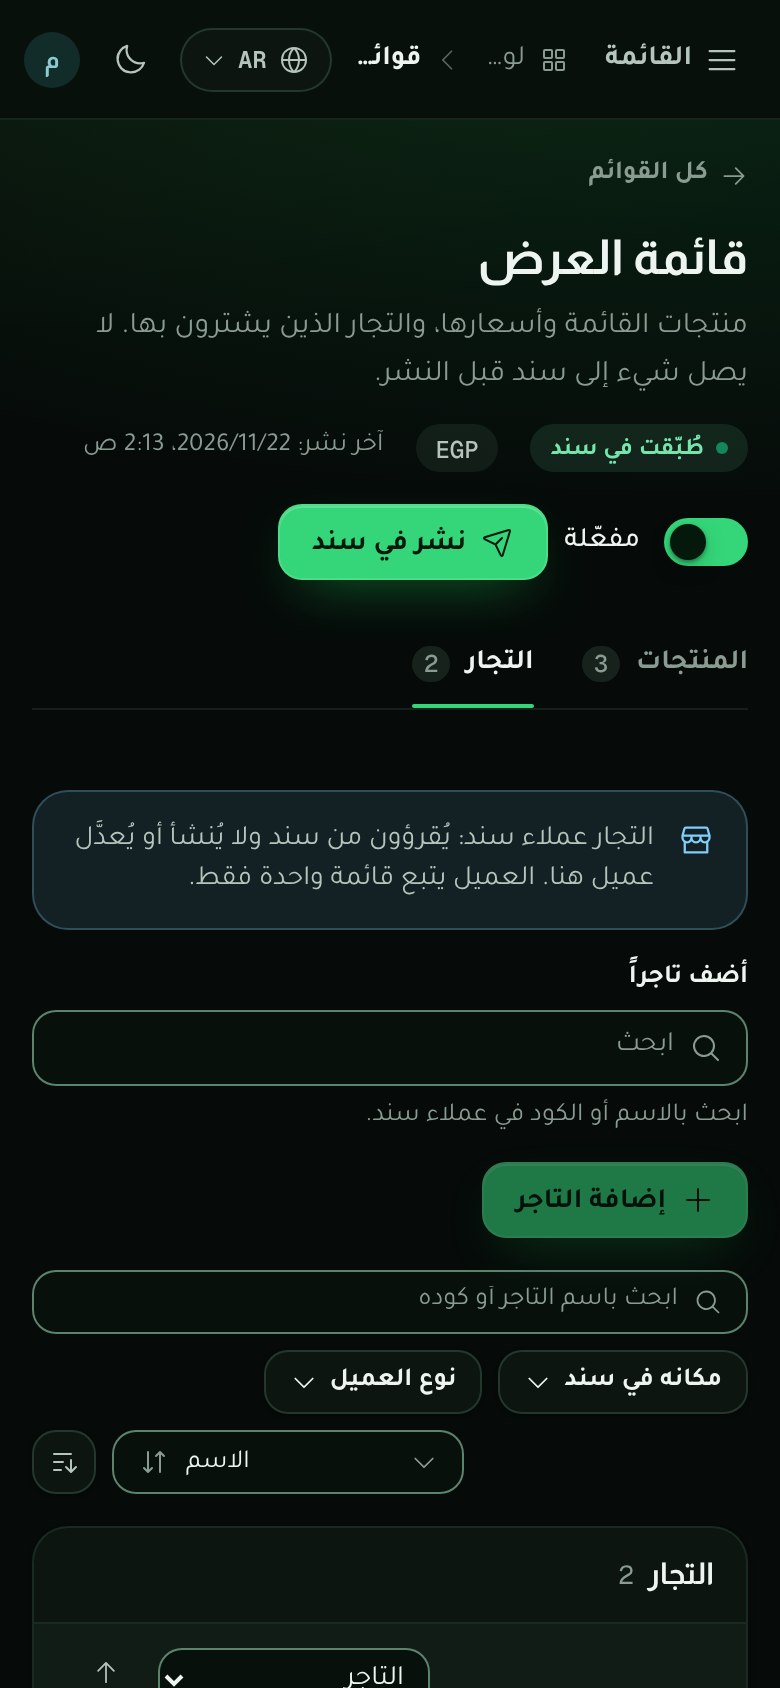 القائمة
لو...
قوائـ...
AR
م
كل القوائم
قائمة العرض
منتجات القائمة وأسعارها، والتجار الذين يشترون بها. لا
يصل شيء إلى سند قبل النشر.
طُبّقت في سند
EGP
آخر نشر: 2026/11/22، 2:13 ص
مفعّلة
نشر في سند
المنتجات 3
التجار 2
التجار عملاء سند: يُقرؤون من سند ولا يُنشأ أو يُعدَّل
عميل هنا. العميل يتبع قائمة واحدة فقط.
أضف تاجراً
ابحث
ابحث بالاسم أو الكود في عملاء سند.
إضافة التاجر
ابحث باسم التاجر أو كوده
مكانه في سند
نوع العميل
الاسم
التجار 2
التاجر